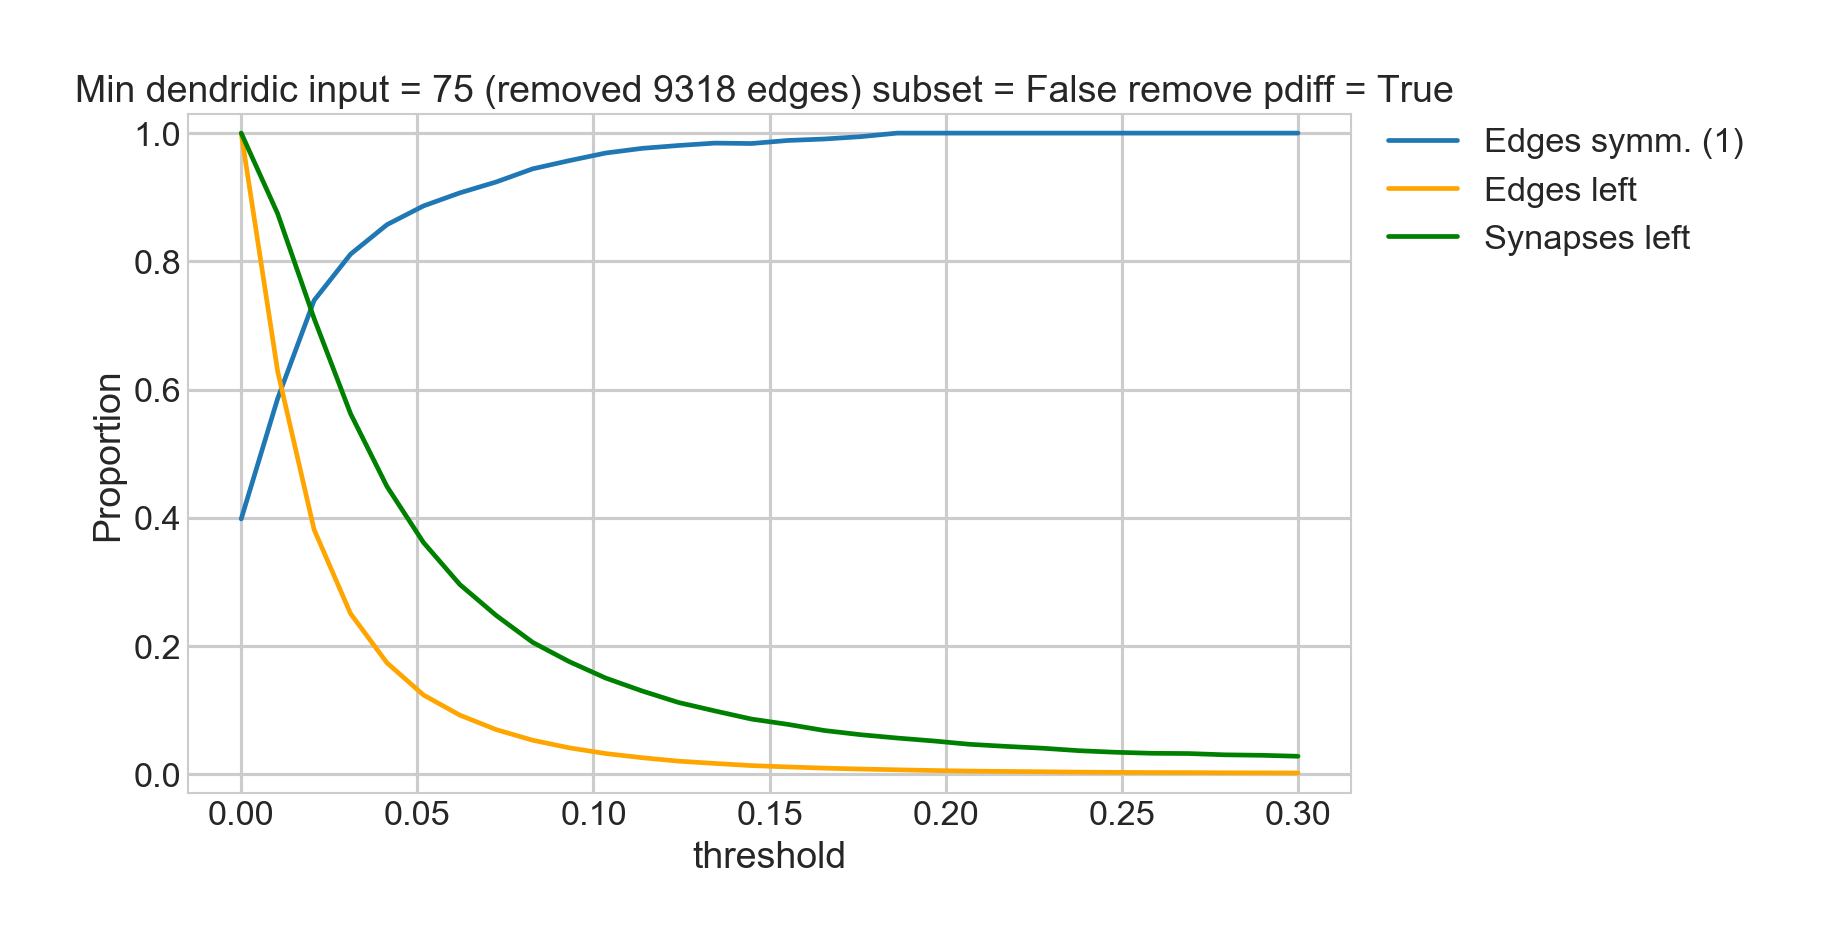 Min dendridic input = 75 (removed 9318 edges) subset = False remove pdiff = True
Edges symm. (1)
Edges left
Synapses left
Proportion
1.0
0.8
0.6
0.4
0.2
0.0
0.00 0.05 0.10 0.15 0.20 0.25 0.30
threshold